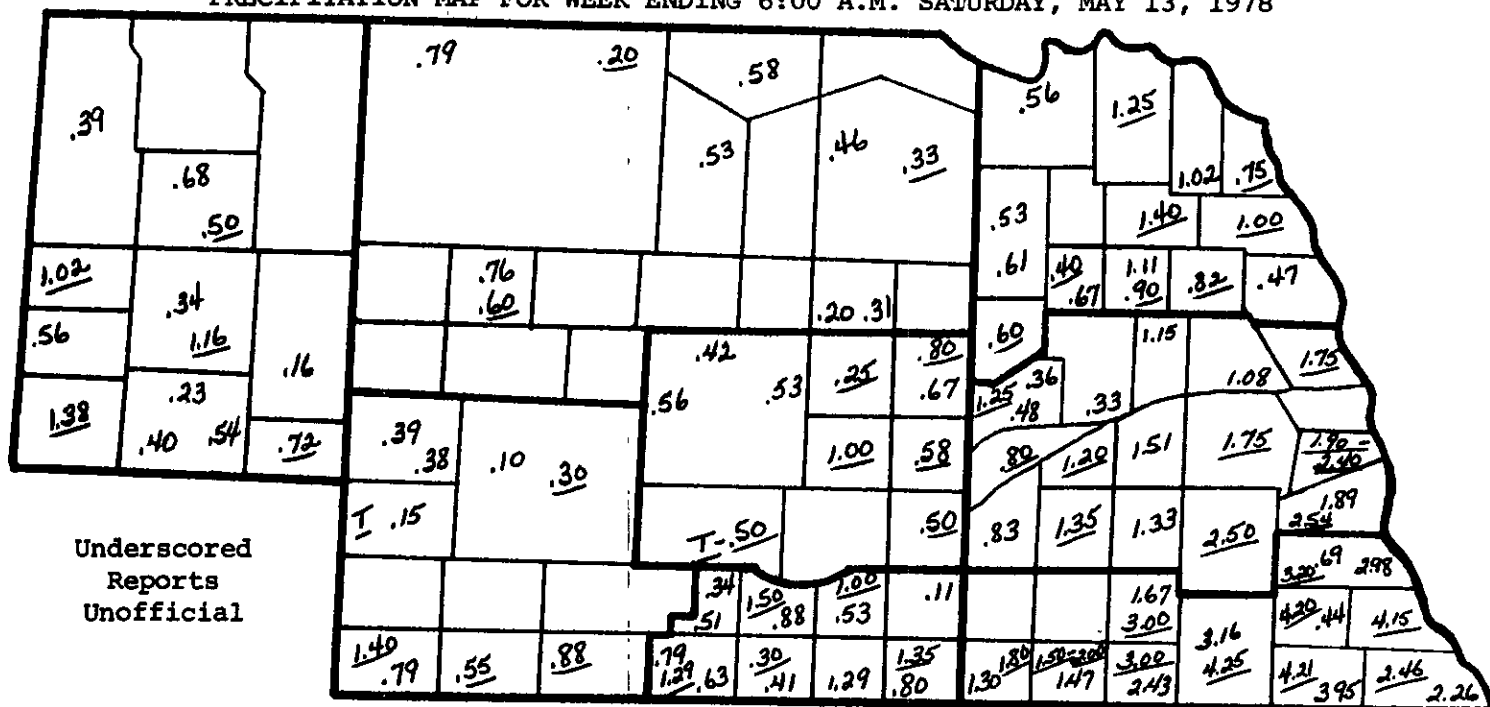 PRECIPITATION MAP FOR WEEK ENDING 6:00 A.M. SATURDAY, MAY 13, 1978
.79 .20 .58 .56 1.25
.39 .53 .46 .33 1.02 .75
.68
.50 .53 1.40 1.00
1.02 .76 .61 .40 1.11 .82 .47
.34 .60 .20 .31 .67 .90
.56 1.16 .42 .80 .60 1.15 1.75
.16 .56 .53 .25 .67 1.25 .36 .33 1.08
1.38 .23 .48
.40 .54 .72 .39 .38 .10 .30 1.00 .58 .80 1.20 1.51 1.75 1.90-2.40
T .15 T-.50 .50 .83 1.35 1.33 2.50 1.89
2.54
Underscored
Reports
Unofficial
.34 1.50 1.00 .11 1.67 3.20 .69 2.98
.51 .88 .53 3.00 3.16 4.20 .44 4.15
1.40 .79 .30 1.35 1.80 1.50-2.00 3.00 4.25 4.21 2.46
.79 .55 .88 1.29 .63 .41 1.29 .80 1.30 1.47 2.43 3.95 2.26